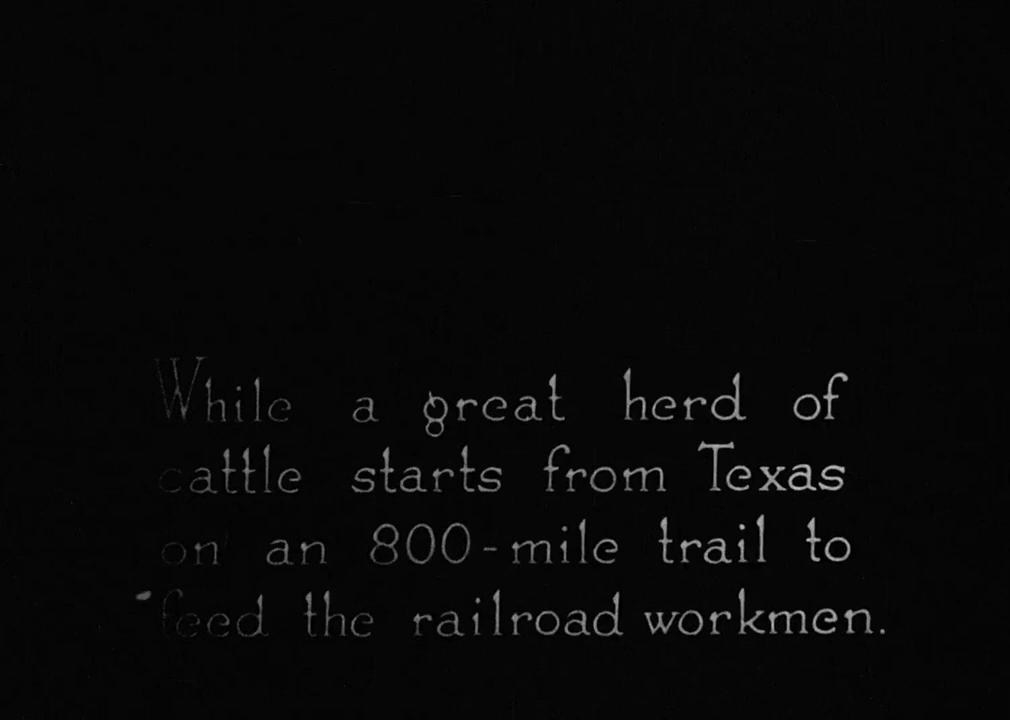 While a great herd of
cattle starts from Texas
on an 800-mile trail to
feed the railroad workmen.